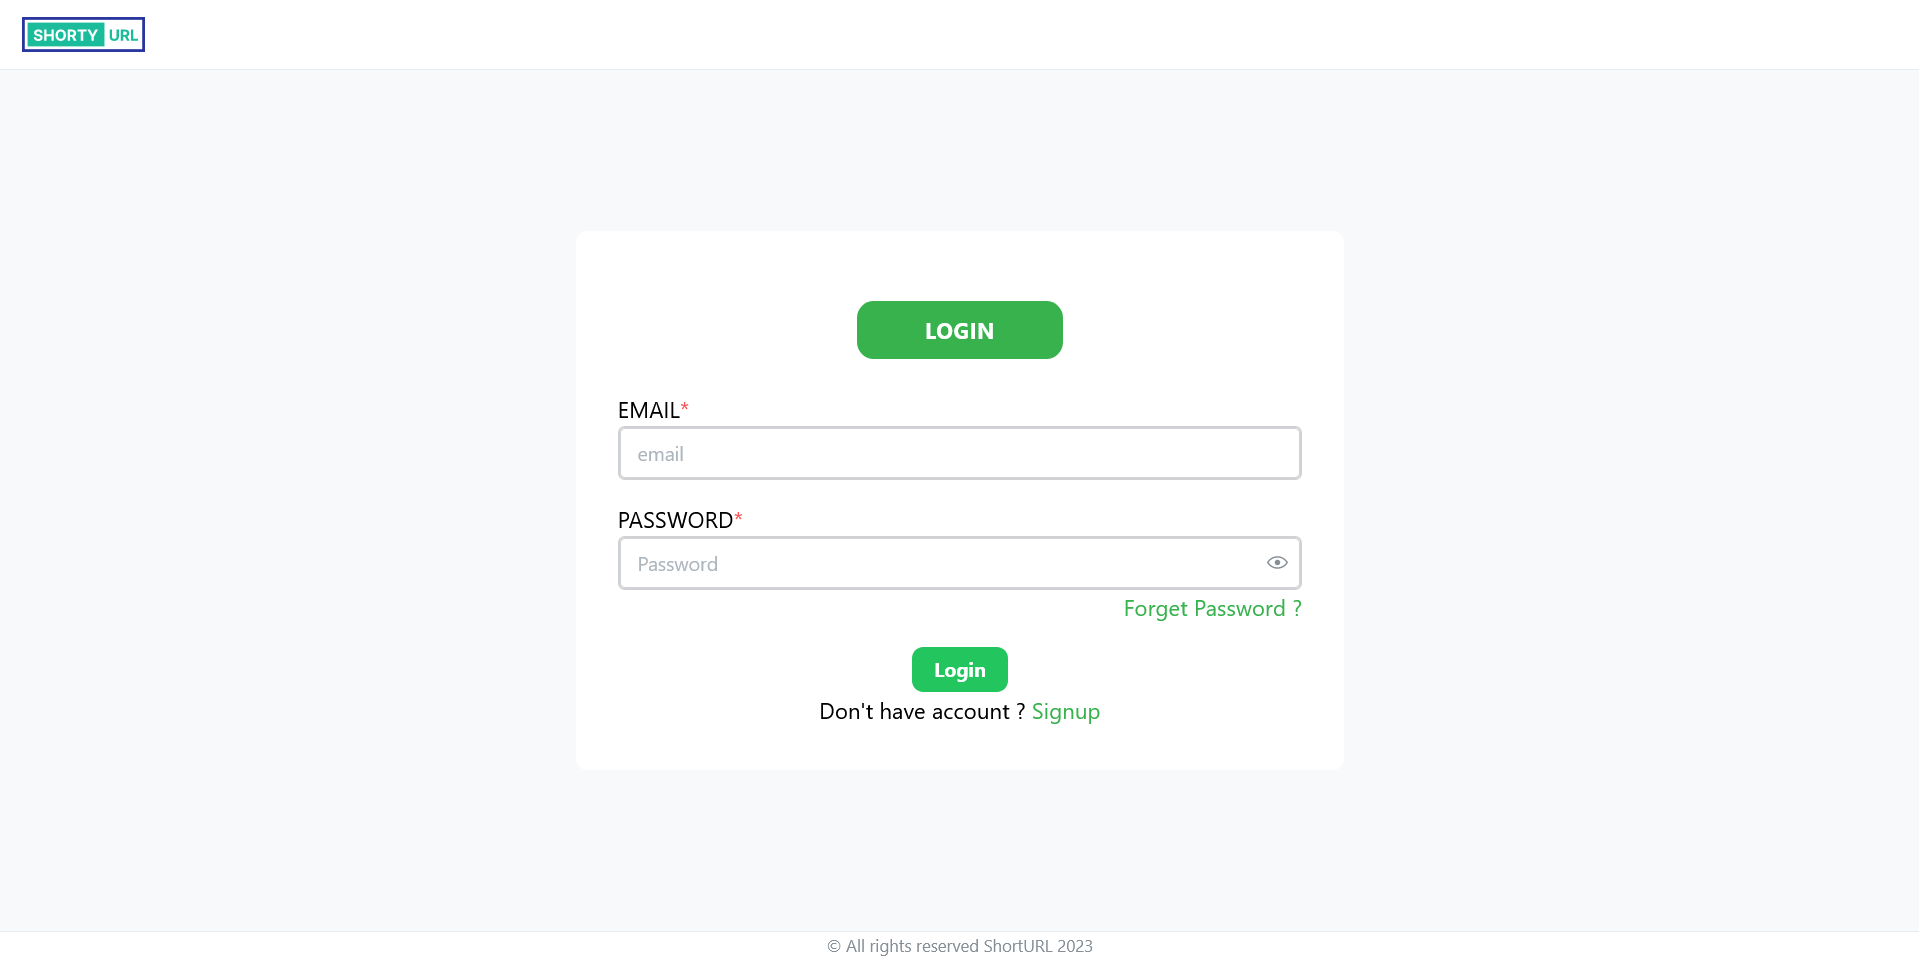 SHORTY URL
LOGIN
EMAIL*
email
PASSWORD*
Password
Forget Password ?
Login
Don't have account ? Signup
© All rights reserved ShortURL 2023